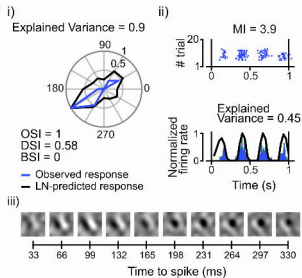 i)
Explained Variance = 0.9
90
1
0.5
180
0
270
OSI = 1
DSI = 0.58
BSI = 0
Observed response
LN-predicted response
ii)
MI = 3.9
# trial
20
1
0 0.5 1
Explained
Variance = 0.45
Normalized
firing rate
1
0
0 0.5 1
Time (s)
iii)
33 66 99 132 165 198 231 264 297 330
Time to spike (ms)